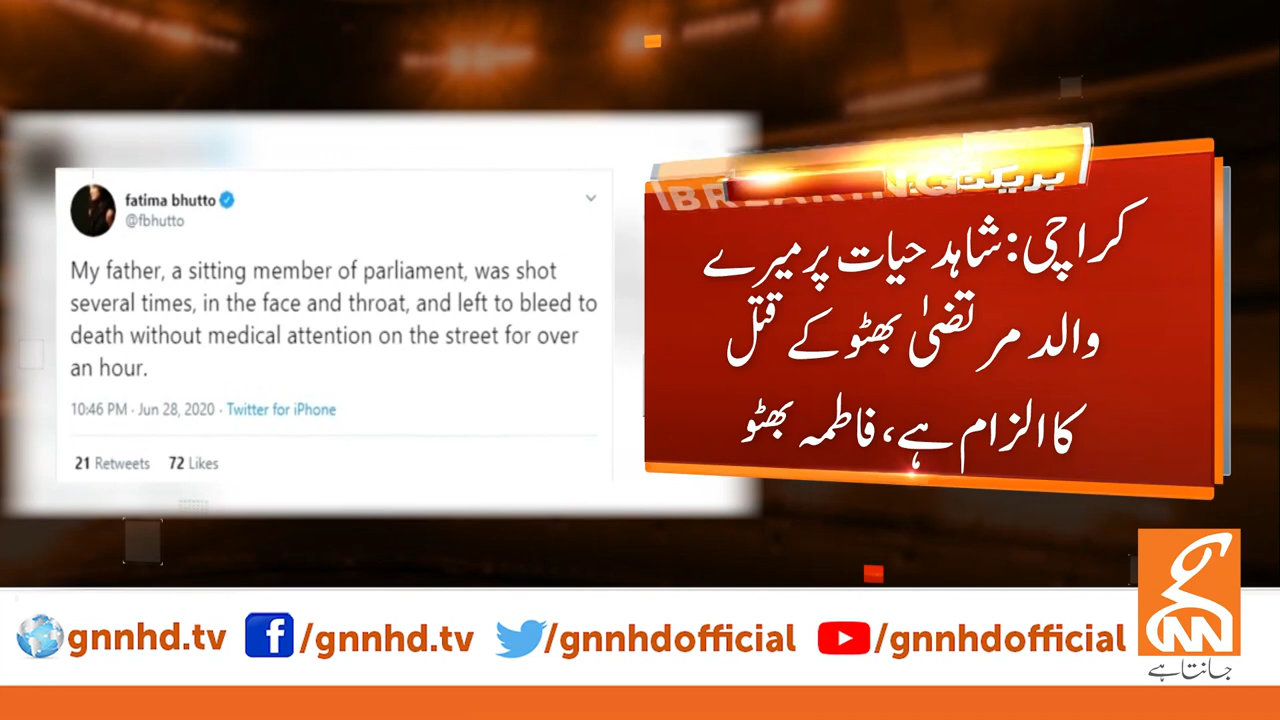 fatima bhutto
@fbhutto
My father, a sitting member of parliament, was shot
several times, in the face and throat, and left to bleed to
death without medical attention on the street for over
an hour.
10:46 PM · Jun 28, 2020 · Twitter for iPhone
21 Retweets 72 Likes
BREAKING بریکنگ
کراچی: شاہد حیات پر میرے
والد مرتضیٰ بھٹو کے قتل
کا الزام ہے، فاطمہ بھٹو
gnnhd.tv /gnnhd.tv /gnnhdofficial /gnnhdofficial
GNN
جانتا ہے